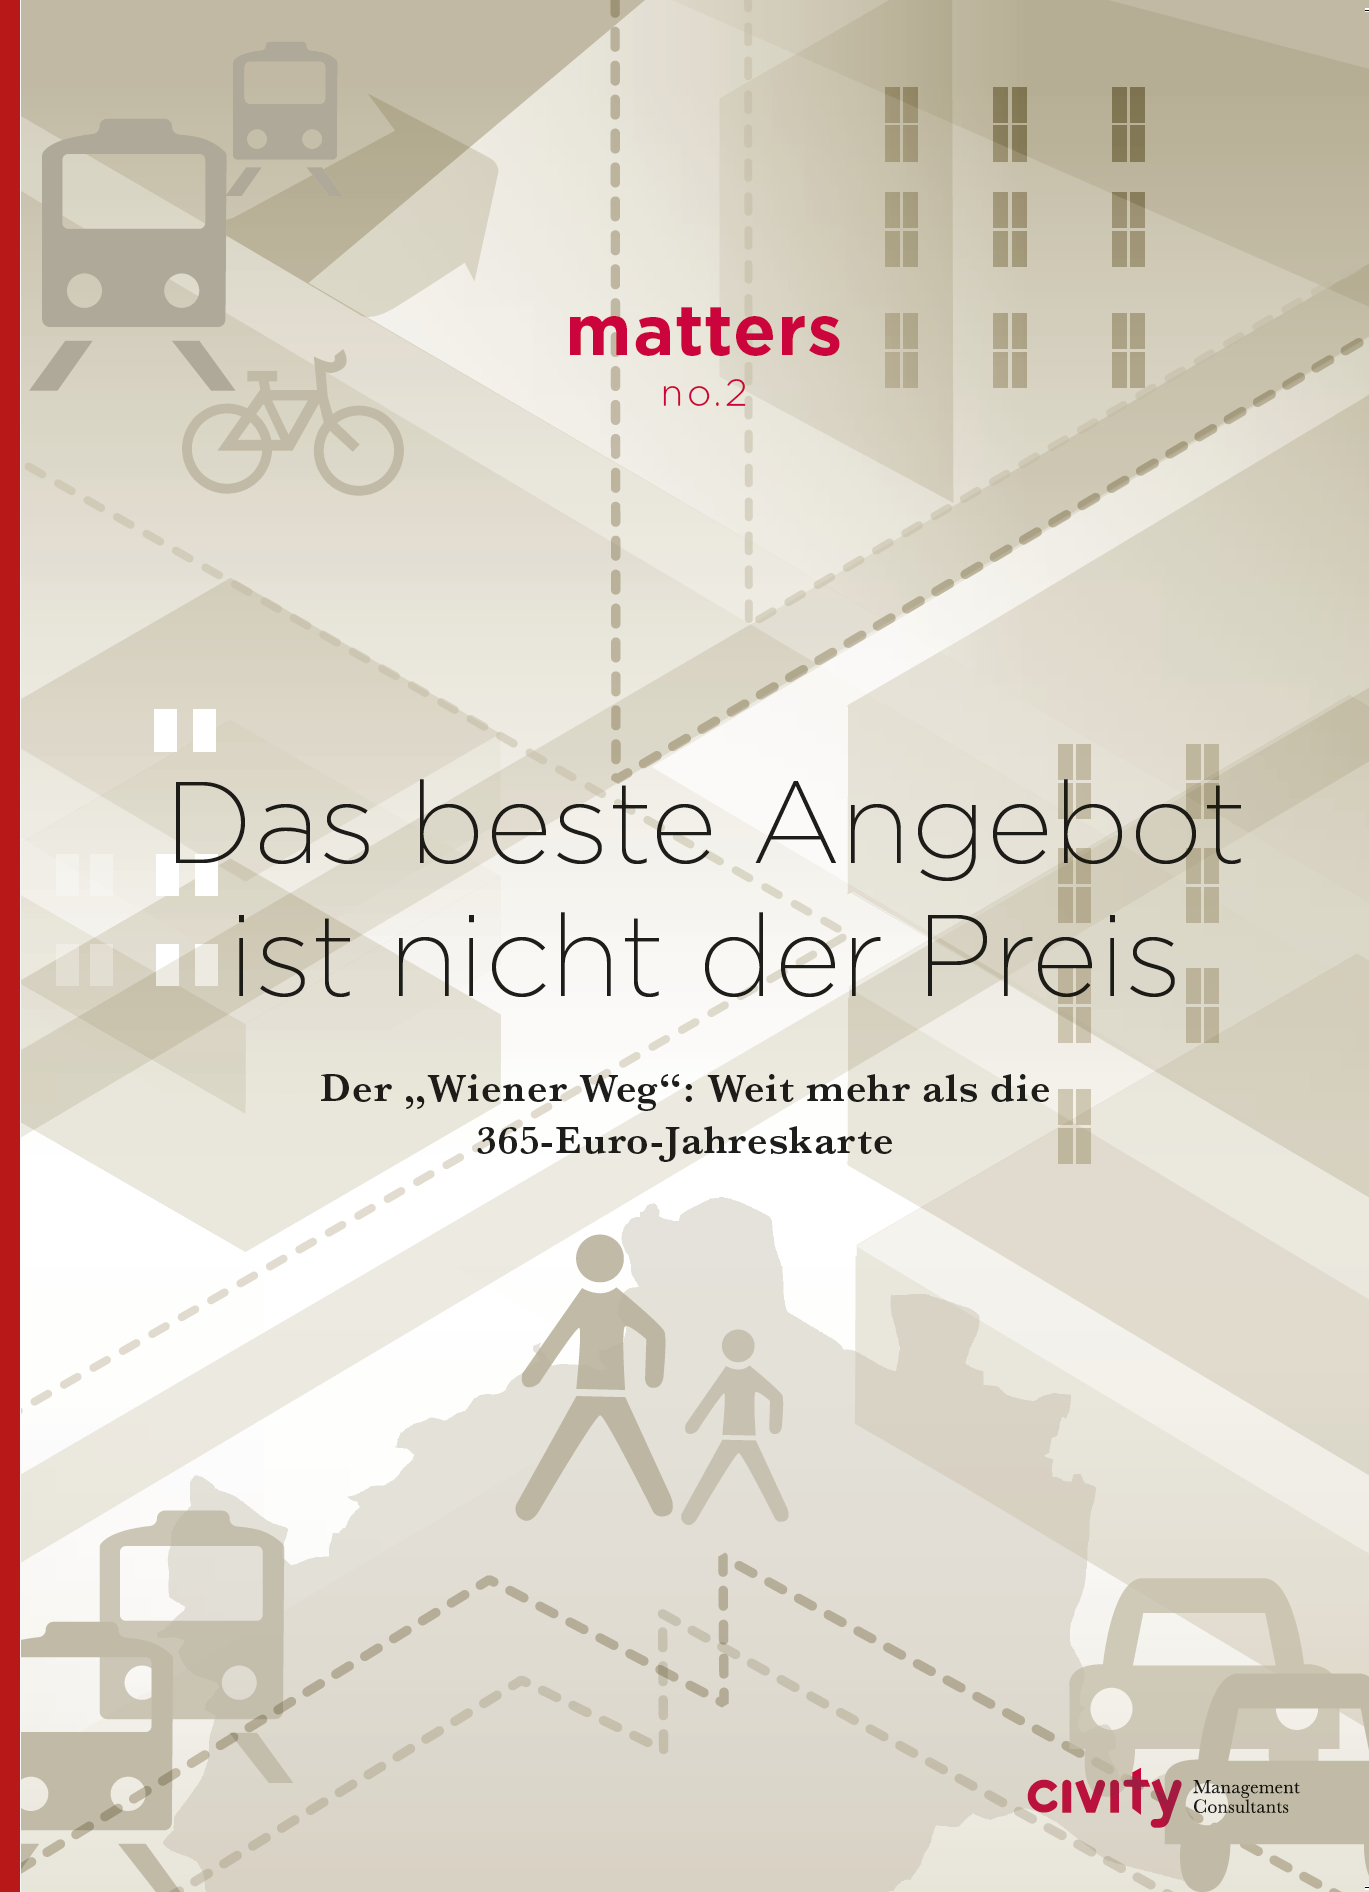 matters
no.2
Das beste Angebot
ist nicht der Preis
Der „Wiener Weg“: Weit mehr als die
365-Euro-Jahreskarte
civity Management
Consultants